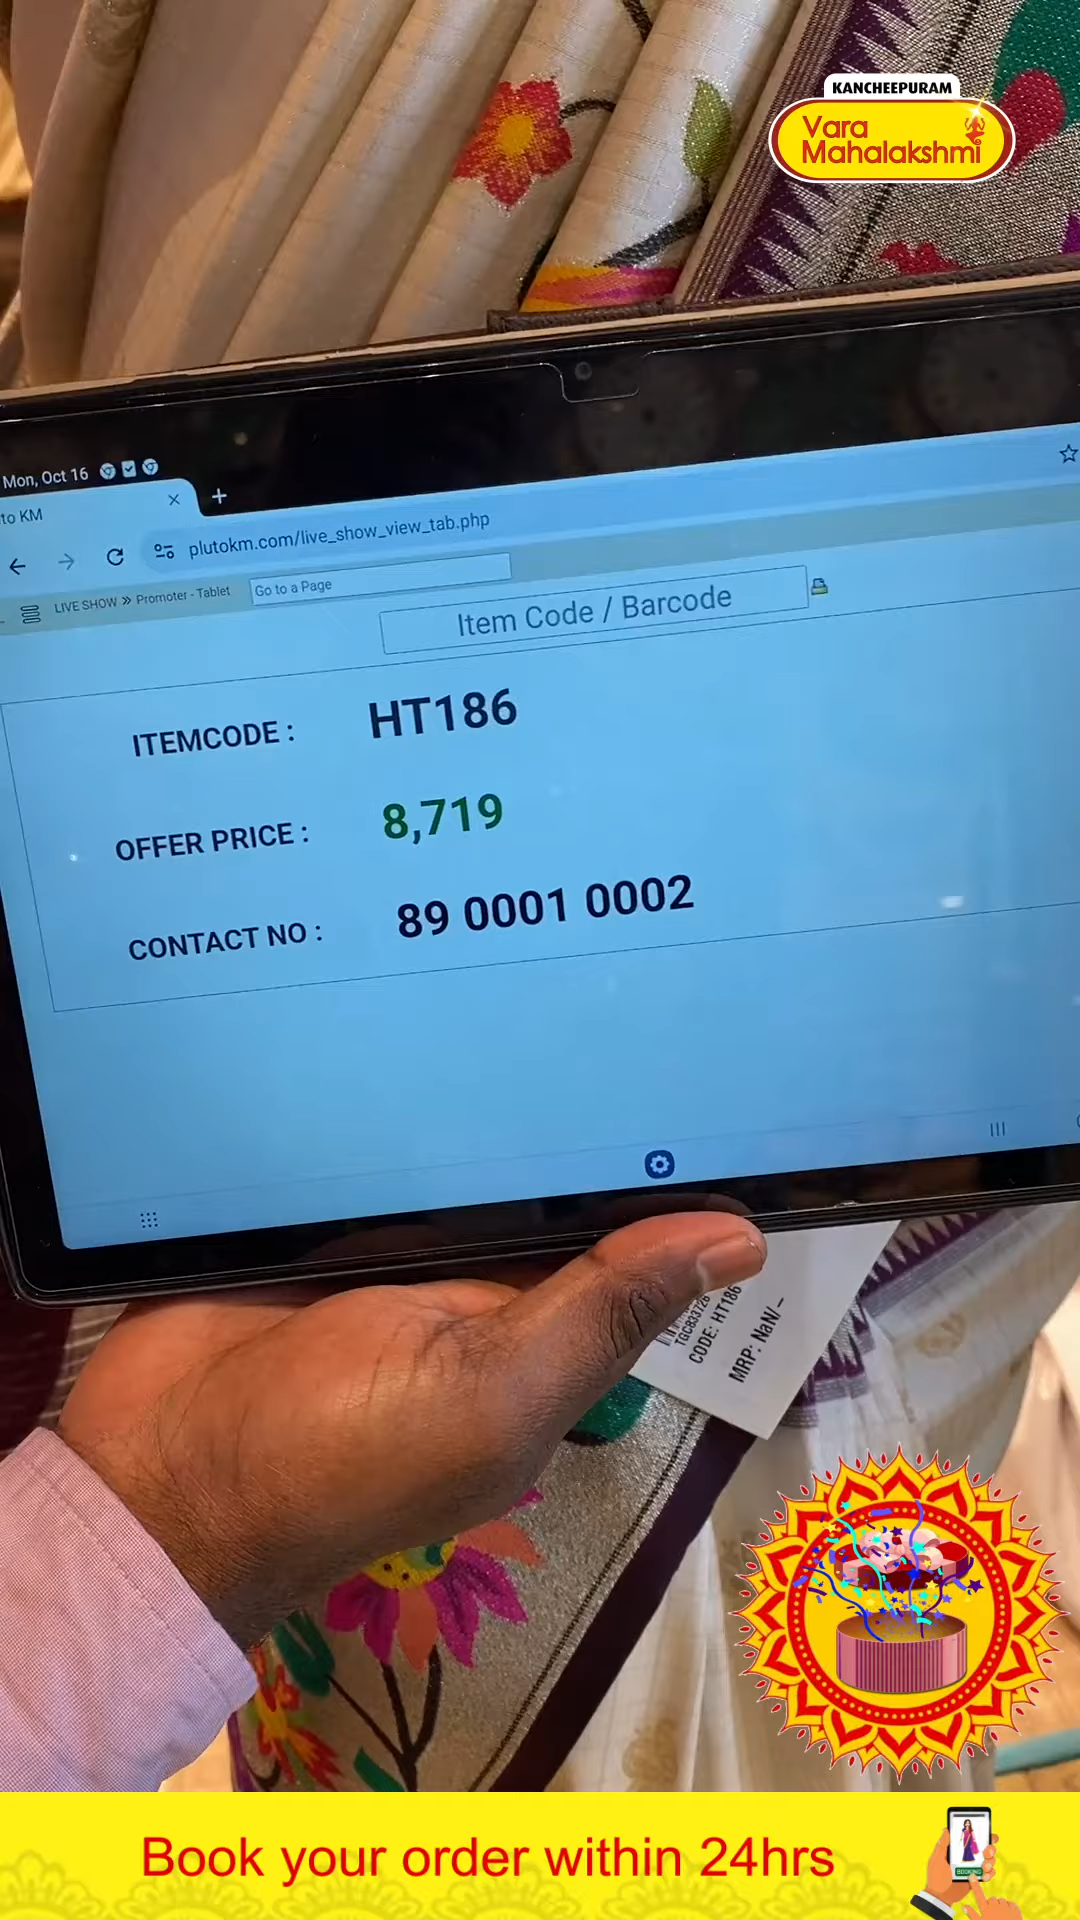 KANCHEEPURAM
Vara
Mahalakshmi
Mon, Oct 16
to KM
plutokm.com/live_show_view_tab.php
LIVE SHOW » Promoter - Tablet
Go to a Page
Item Code / Barcode
ITEMCODE : HT186
OFFER PRICE : 8,719
CONTACT NO : 89 0001 0002
CODE: HT186
MRP: NaN/-
Book your order within 24hrs
BOOKING